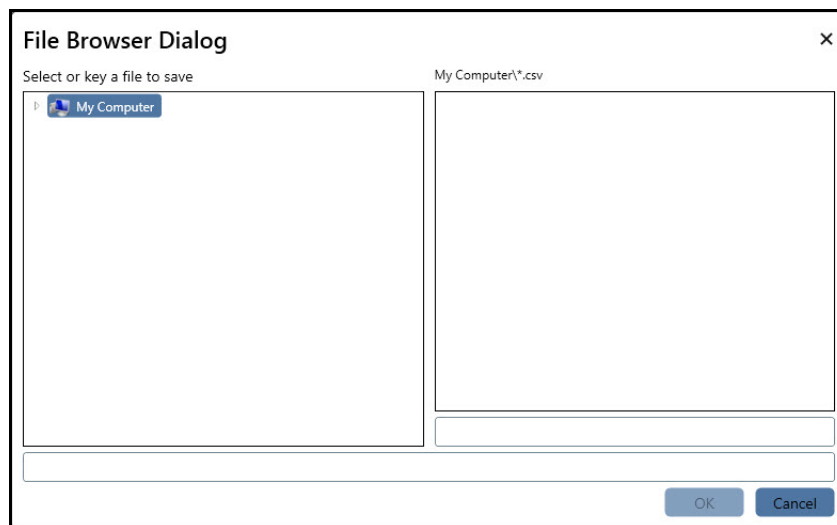 File Browser Dialog
Select or key a file to save
My Computer\*.csv
My Computer
OK
Cancel